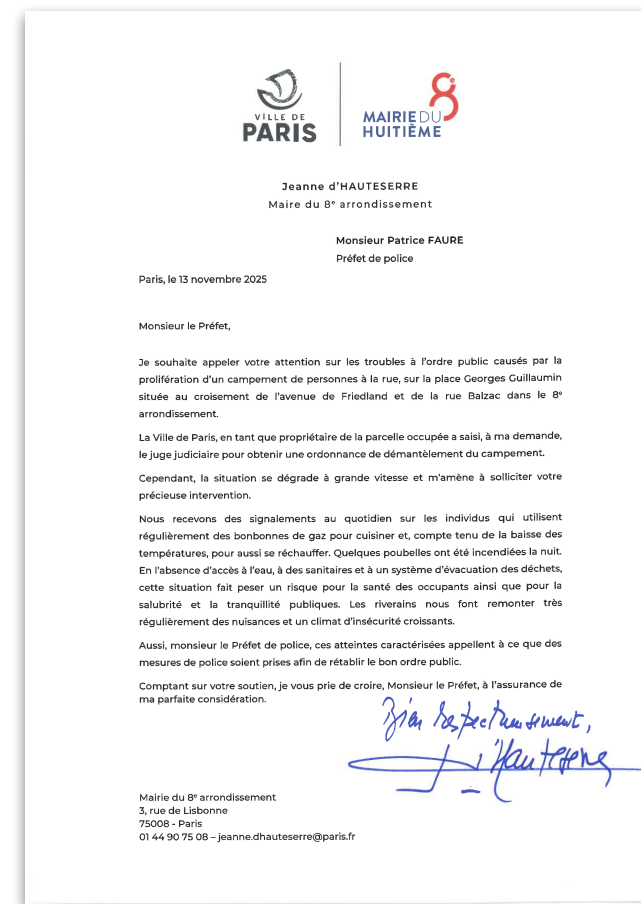 VILLE DE
PARIS
MAIRIE DU
HUITIÈME
8e
Jeanne d'HAUTESERRE
Maire du 8e arrondissement
Monsieur Patrice FAURE
Préfet de police
Paris, le 13 novembre 2025
Monsieur le Préfet,
Je souhaite appeler votre attention sur les troubles à l'ordre public causés par la
prolifération d'un campement de personnes à la rue, sur la place Georges Guillaumin
située au croisement de l'avenue de Friedland et de la rue Balzac dans le 8e
arrondissement.
La Ville de Paris, en tant que propriétaire de la parcelle occupée a saisi, à ma demande,
le juge judiciaire pour obtenir une ordonnance de démantèlement du campement.
Cependant, la situation se dégrade à grande vitesse et m'amène à solliciter votre
précieuse intervention.
Nous recevons des signalements au quotidien sur les individus qui utilisent
régulièrement des bonbonnes de gaz pour cuisiner et, compte tenu de la baisse des
températures, pour aussi se réchauffer. Quelques poubelles ont été incendiées la nuit.
En l'absence d'accès à l'eau, à des sanitaires et à un système d'évacuation des déchets,
cette situation fait peser un risque pour la santé des occupants ainsi que pour la
salubrité et la tranquillité publiques. Les riverains nous font remonter très
régulièrement des nuisances et un climat d'insécurité croissants.
Aussi, monsieur le Préfet de police, ces atteintes caractérisées appellent à ce que des
mesures de police soient prises afin de rétablir le bon ordre public.
Comptant sur votre soutien, je vous prie de croire, Monsieur le Préfet, à l'assurance de
ma parfaite considération.
Bien respectueusement,
d'Hauteserre
Mairie du 8e arrondissement
3, rue de Lisbonne
75008 - Paris
01 44 90 75 08 – jeanne.dhauteserre@paris.fr